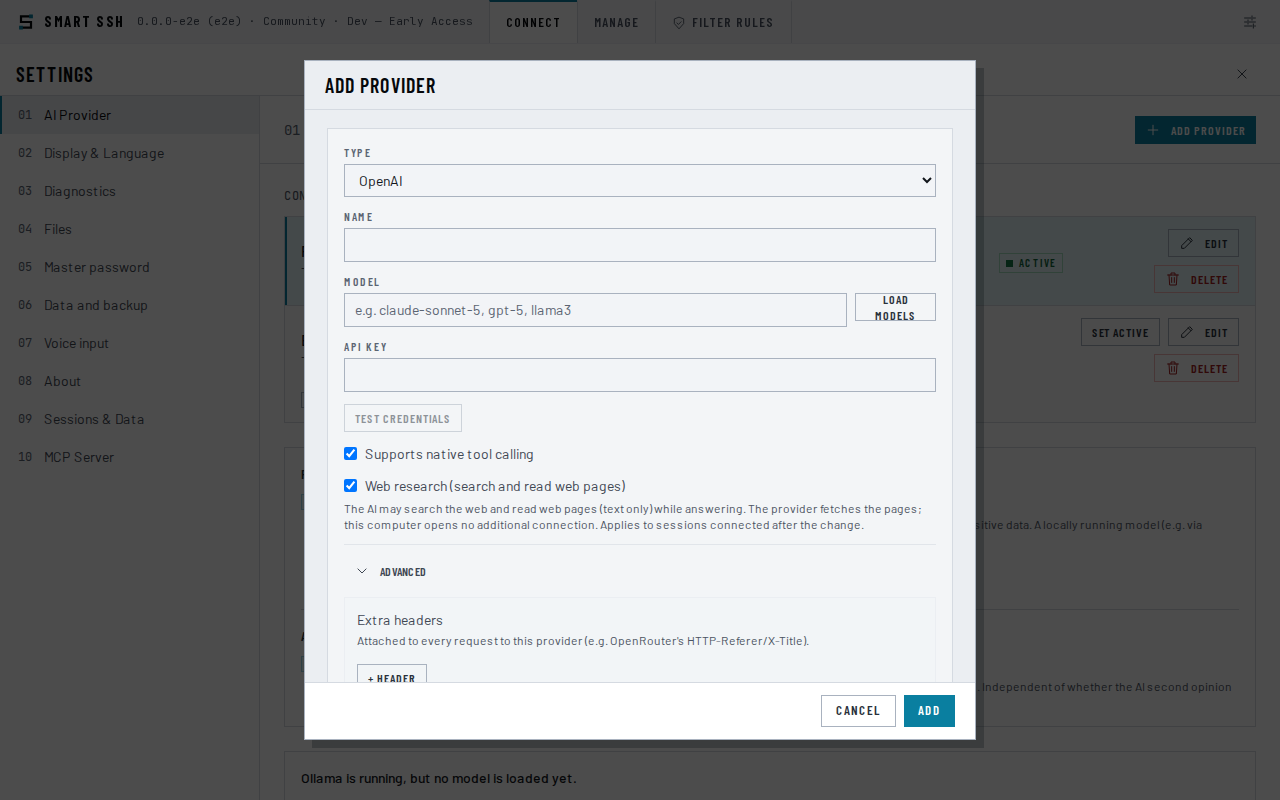 SMART SSH 0.0.0-e2e (e2e) · Community · Dev — Early Access CONNECT MANAGE FILTER RULES
SETTINGS
01 AI Provider
02 Display & Language
03 Diagnostics
04 Files
05 Master password
06 Data and backup
07 Voice input
08 About
09 Sessions & Data
10 MCP Server
01
ADD PROVIDER
ACTIVE
EDIT
DELETE
SET ACTIVE EDIT
DELETE
sitive data. A locally running model (e.g. via
. Independent of whether the AI second opinion
Ollama is running, but no model is loaded yet.
ADD PROVIDER
TYPE
OpenAI
NAME
MODEL
e.g. claude-sonnet-5, gpt-5, llama3
LOAD
MODELS
API KEY
TEST CREDENTIALS
Supports native tool calling
Web research (search and read web pages)
The AI may search the web and read web pages (text only) while answering. The provider fetches the pages;
this computer opens no additional connection. Applies to sessions connected after the change.
ADVANCED
Extra headers
Attached to every request to this provider (e.g. OpenRouter's HTTP-Referer/X-Title).
+ HEADER
CANCEL ADD